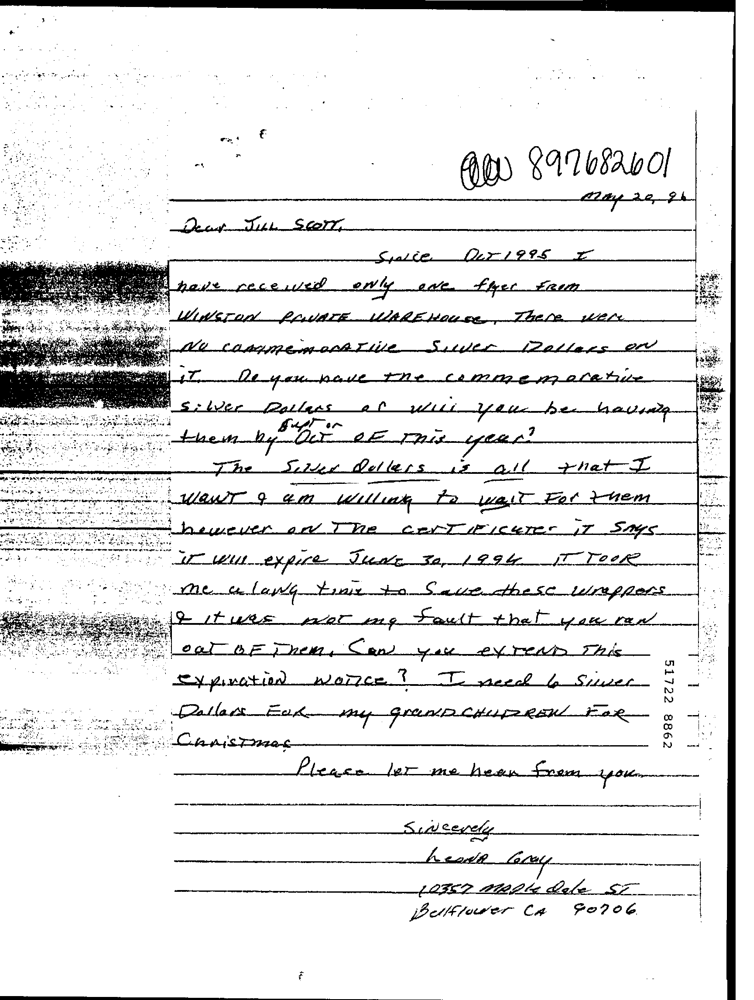 897682601
May 20, 96
Dear Jill Scott,
Since Oct 1995 I
have received only one flyer from
Winston Private Warehouse. There were
No commemorative Silver Dollars on
it. Do you have the commemorative
silver Dollars or will you be having
Sept or
them by Oct of this year?
The Silver dollars is all that I
want & am willing to wait for them
however on the certificates it says
it will expire June 30, 1996 it took
me a long time to save these wrappers
& it was not my fault that you ran
out of them. Can you extend this
expiration notice? I need 6 Silver
Dollars for my grandchildren for
Christmas
Please let me hear from you
Sincerely
Leona Gray
10357 Mapledale St
Bellflower CA 90706
51722 8862